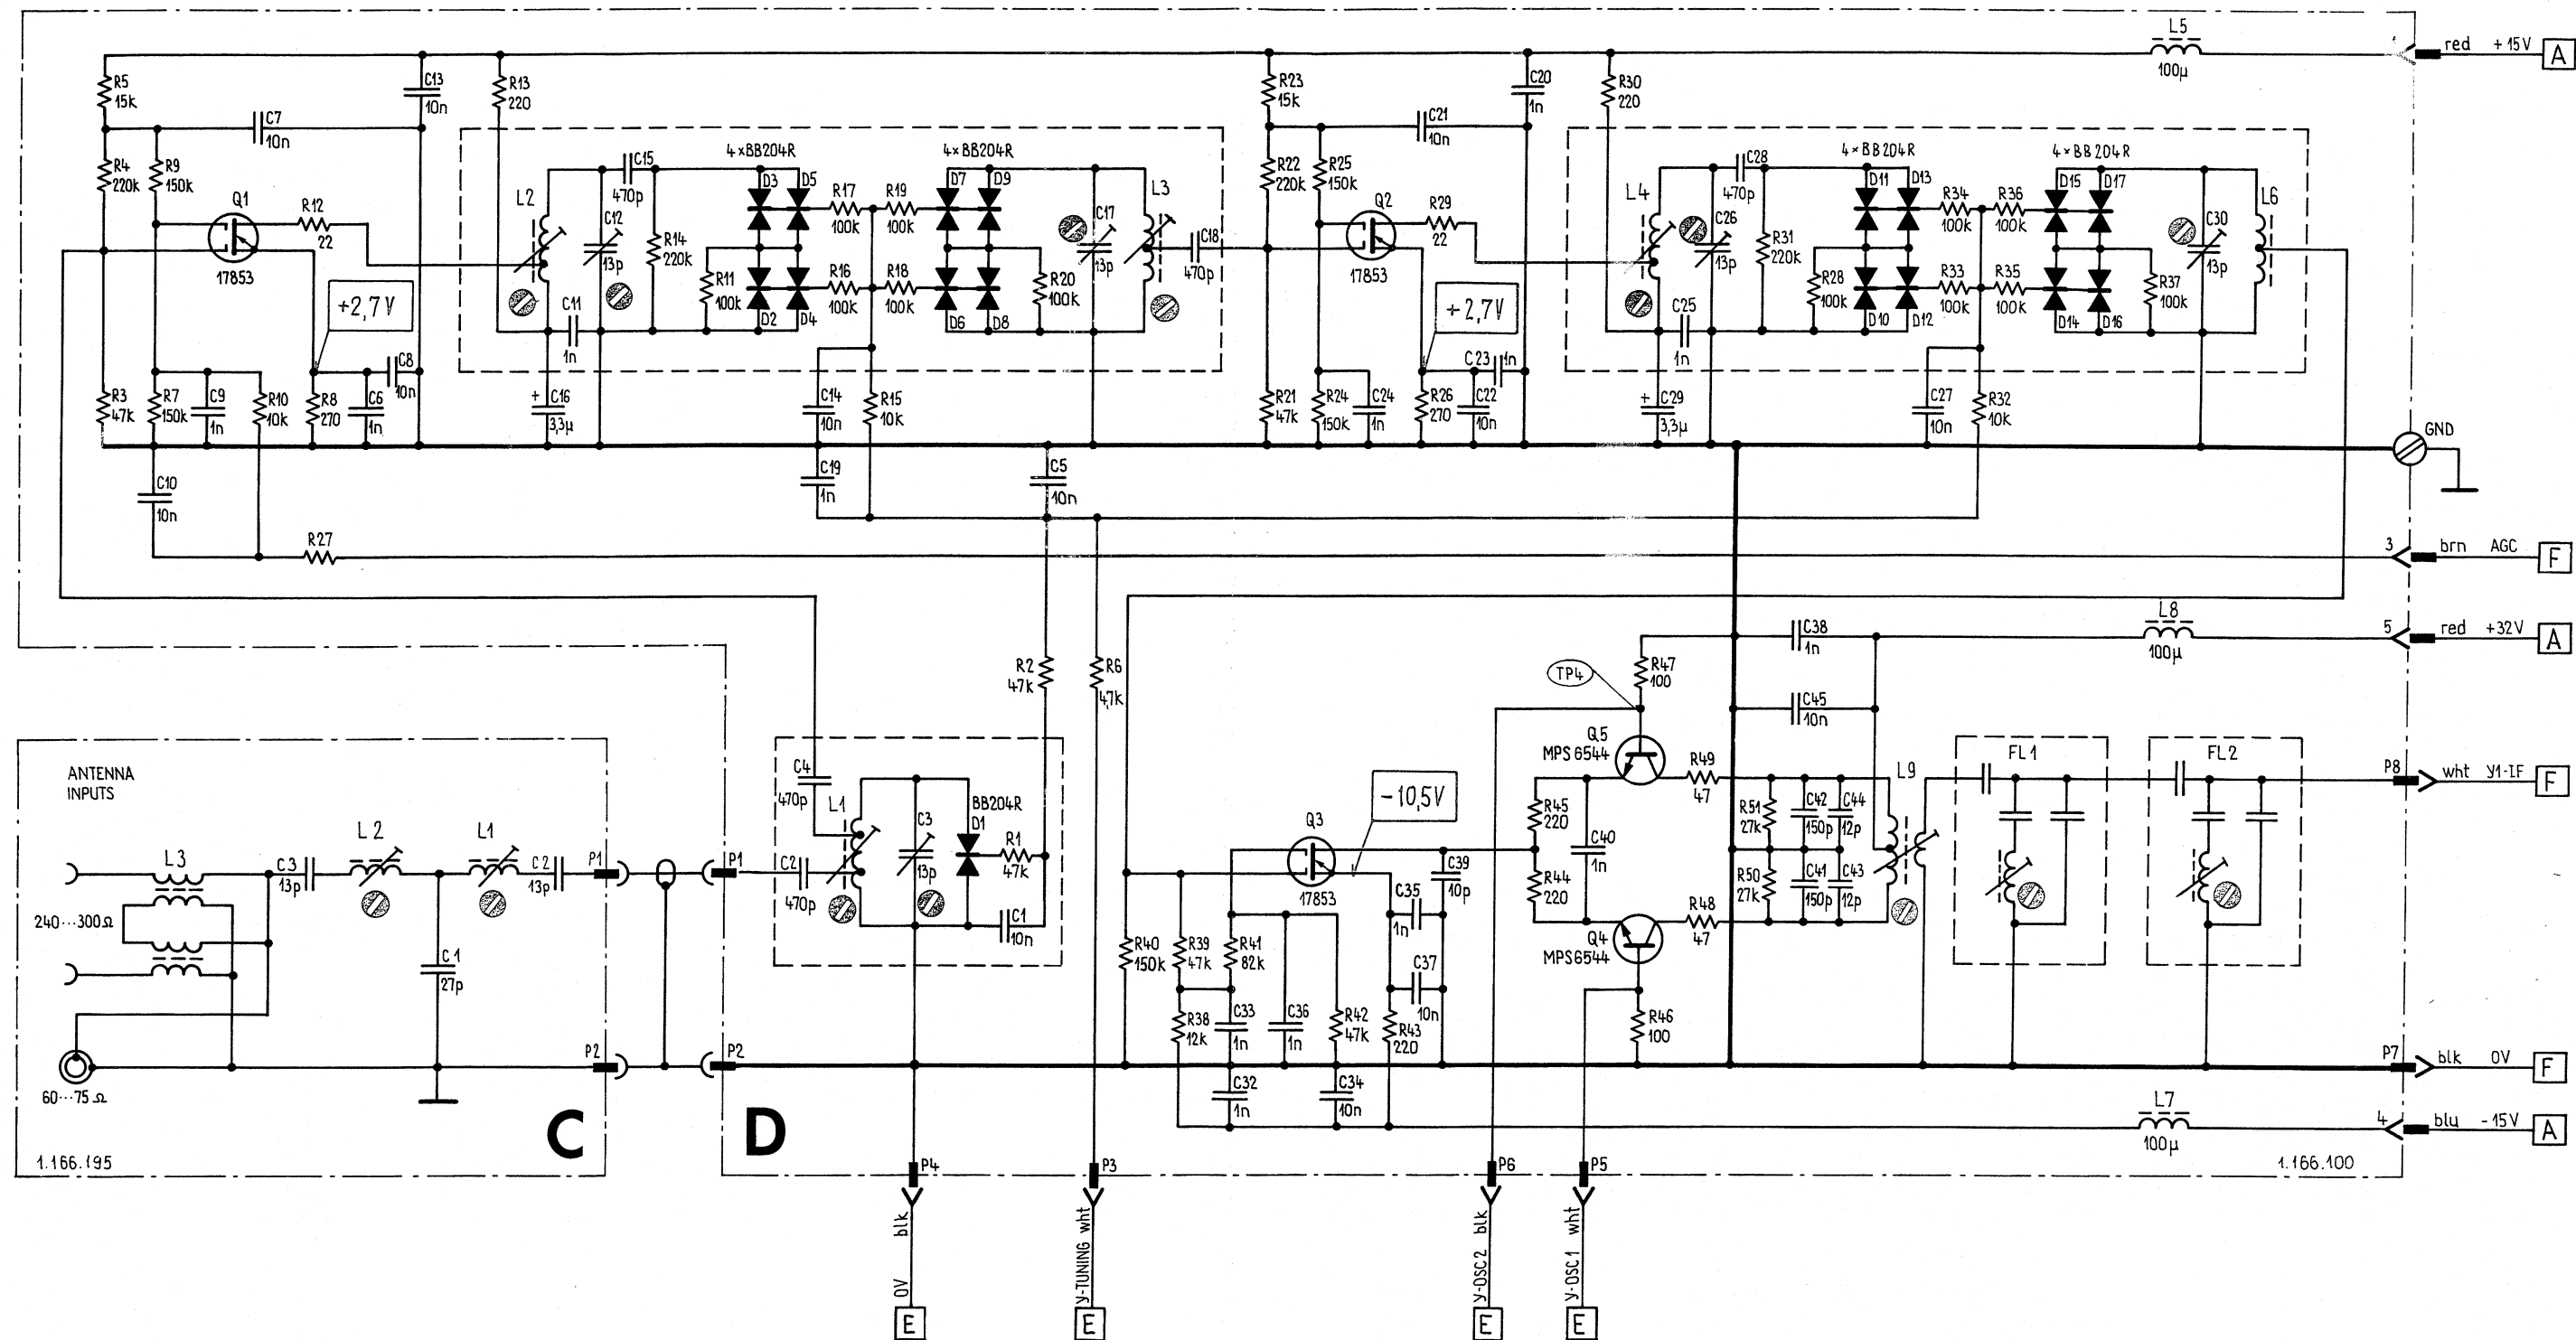 L5
100µ
red +15V A
R5
15k
C13
10n
R13
220
R23
15k
C20
1n
R30
220
C7
10n
C21
10n
R4
220k
R9
150k
Q1
17853
R12
22
L2
C15
470p
C12
13p
R14
220k
4×BB204R
D3
D5
D2
D4
R11
100k
R17
100k
R19
100k
R16
100k
R18
100k
4×BB204R
D7
D9
D6
D8
R20
100k
C17
13p
L3
C18
470p
C11
1n
R22
220k
R25
150k
Q2
17853
R29
22
L4
C28
470p
C26
13p
R31
220k
4×BB204R
D11
D13
D10
D12
R28
100k
R34
100k
R36
100k
R33
100k
R35
100k
4×BB204R
D15
D17
D14
D16
R37
100k
C30
13p
L6
C25
1n
+2,7V
+2,7V
R3
47k
R7
150k
C9
1n
R10
10k
R8
270
C6
1n
C8
10n
+ C16
3,3µ
C14
10n
R15
10k
R21
47k
R24
150k
C24
1n
R26
270
C22
10n
C23 1n
+ C29
3,3µ
C27
10n
R32
10k
GND
C10
10n
C19
1n
C5
10n
R27
3 brn AGC F
L8
100µ
5 red +32V A
R2
47k
R6
4,7k
TP4
R47
100
C38
1n
C45
10n
ANTENNA
INPUTS
L3
240...300Ω
60...75Ω
C3
13p
L2
L1
C2
13p
C1
27p
P1
P2
C
1.166.195
P1
P2
D
C2
470p
C4
470p
L1
C3
13p
BB204R
D1
R1
47k
C1
10n
Q3
17853
-10,5V
R40
150k
R39
47k
R41
82k
R38
12k
C33
1n
C36
1n
R42
47k
R43
220
C35
1n
C37
10n
C39
10p
C32
1n
C34
10n
Q5
MPS6544
R45
220
C40
1n
R44
220
Q4
MPS6544
R49
47
R48
47
R51
27k
C42
150p
C44
12p
R50
27k
C41
150p
C43
12p
R46
100
L9
FL1
FL2
P8 wht Y1-IF F
P7 blk 0V F
L7
100µ
4 blu -15V A
1.166.100
P4
P3
P6
P5
0V blk
E
Y-TUNING wht
E
Y-OSC2 blk
E
Y-OSC1 wht
E